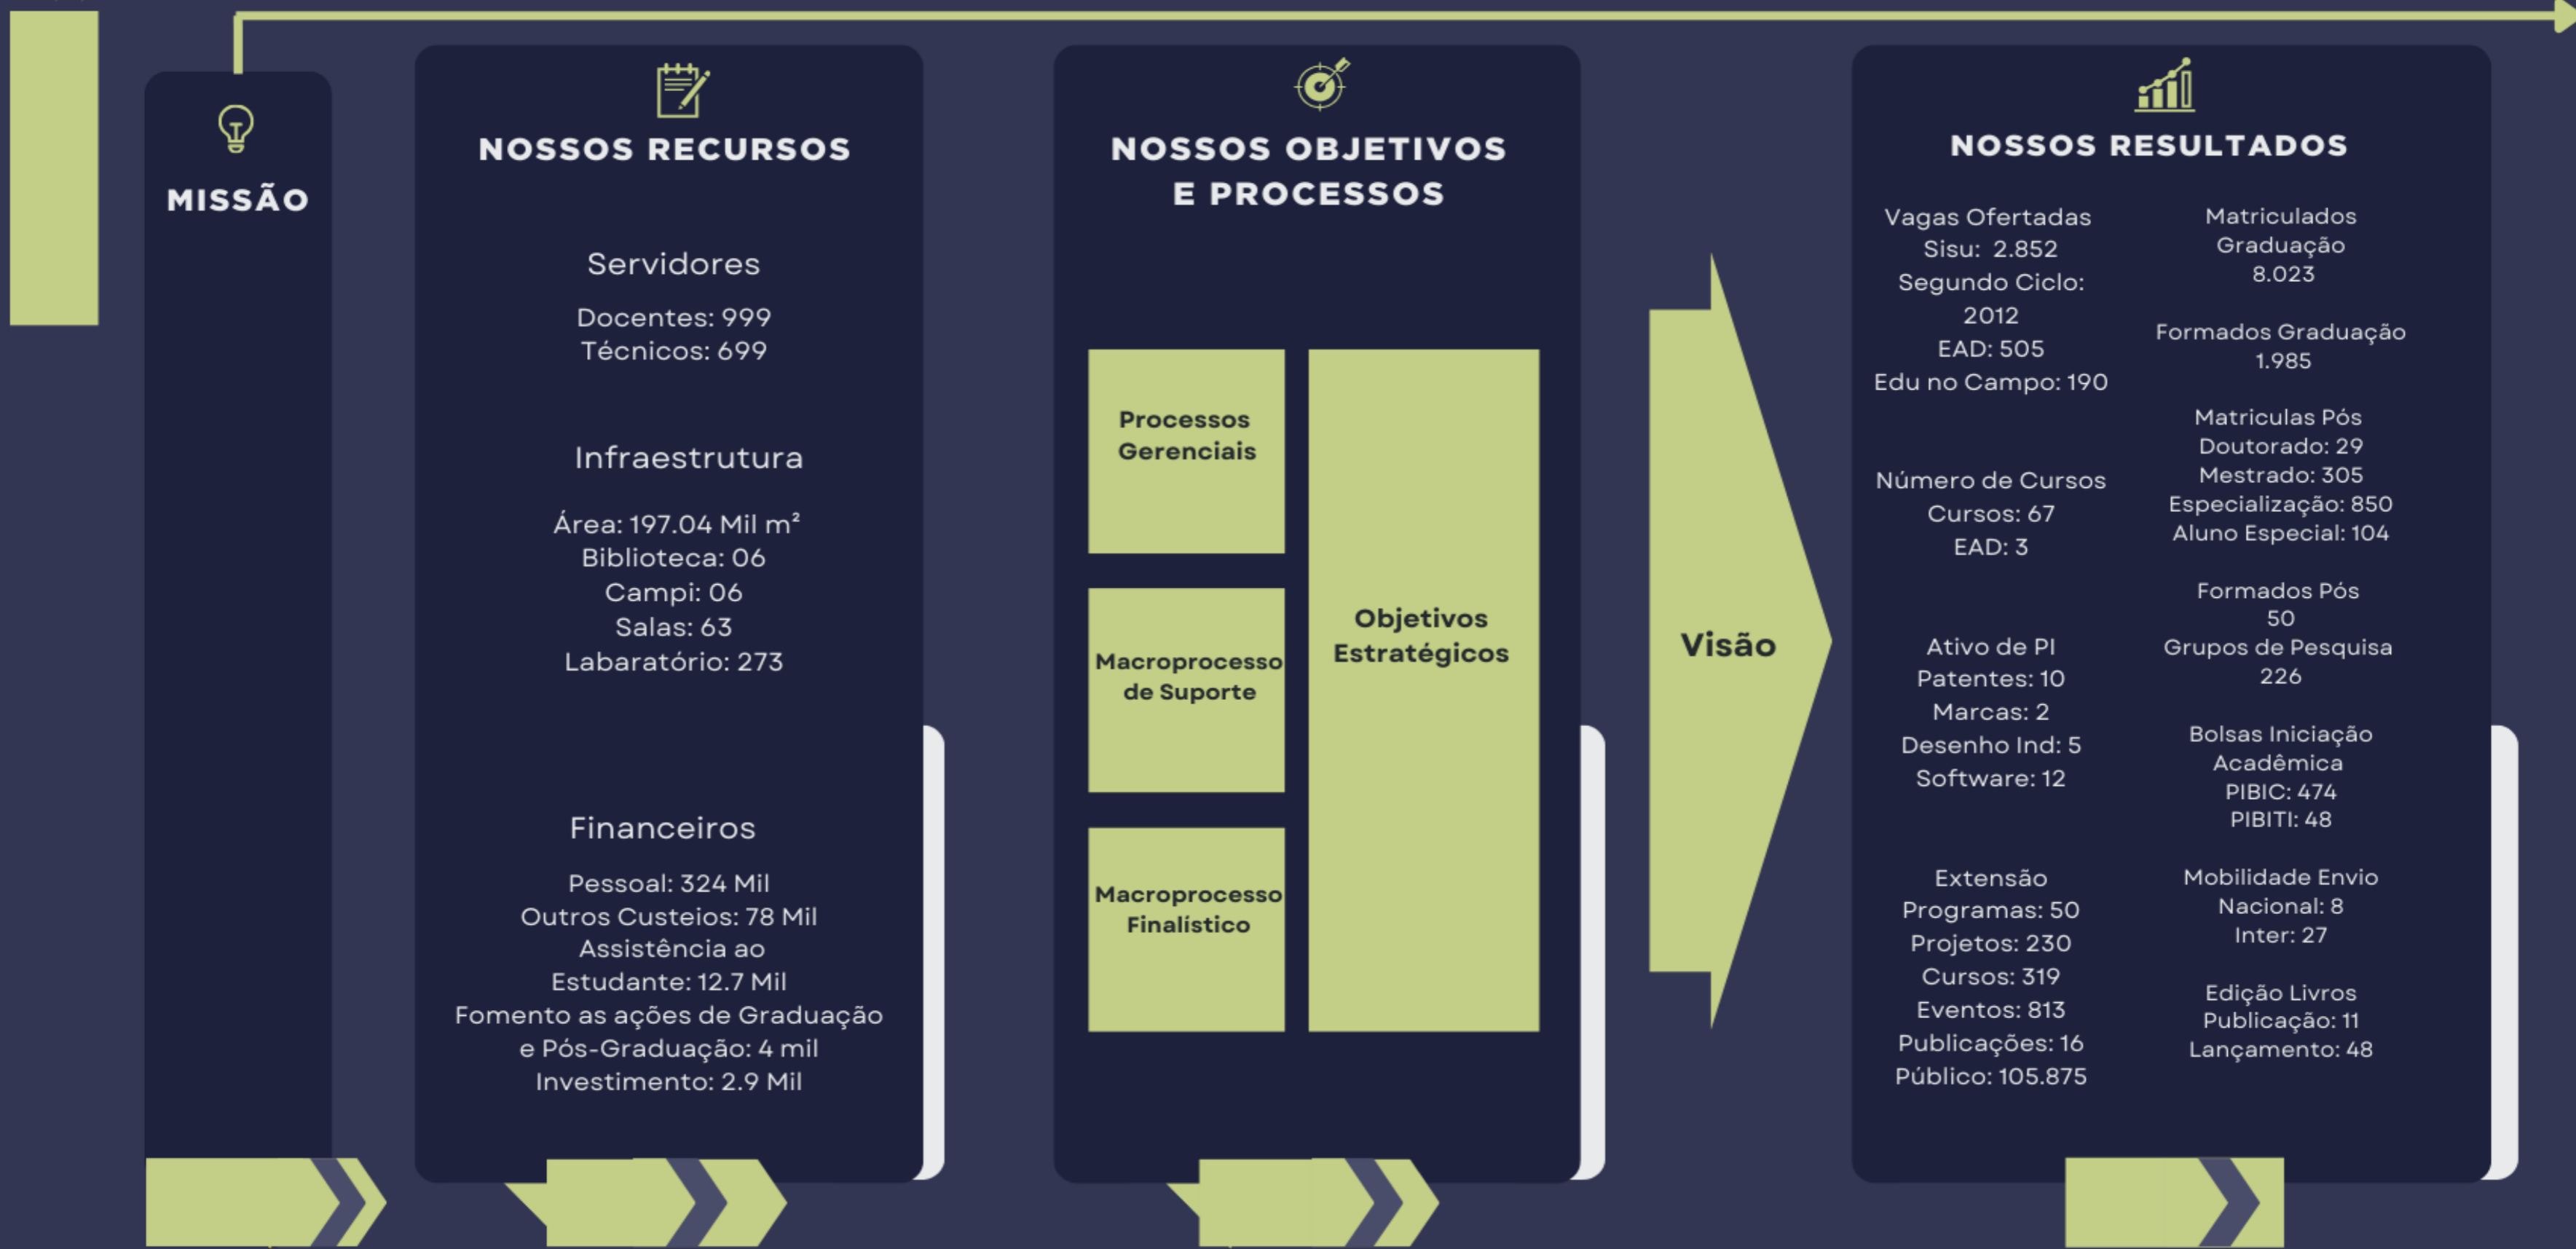 MISSÃO
NOSSOS RECURSOS
Servidores
Docentes: 999
Técnicos: 699
Infraestrutura
Área: 197.04 Mil m²
Biblioteca: 06
Campi: 06
Salas: 63
Labaratório: 273
Financeiros
Pessoal: 324 Mil
Outros Custeios: 78 Mil
Assistência ao
Estudante: 12.7 Mil
Fomento as ações de Graduação
e Pós-Graduação: 4 mil
Investimento: 2.9 Mil
NOSSOS OBJETIVOS
E PROCESSOS
Processos
Gerenciais
Macroprocesso
de Suporte
Macroprocesso
Finalístico
Objetivos
Estratégicos
Visão
NOSSOS RESULTADOS
Vagas Ofertadas
Sisu: 2.852
Segundo Ciclo:
2012
EAD: 505
Edu no Campo: 190
Número de Cursos
Cursos: 67
EAD: 3
Ativo de PI
Patentes: 10
Marcas: 2
Desenho Ind: 5
Software: 12
Extensão
Programas: 50
Projetos: 230
Cursos: 319
Eventos: 813
Publicações: 16
Público: 105.875
Matriculados
Graduação
8.023
Formados Graduação
1.985
Matriculas Pós
Doutorado: 29
Mestrado: 305
Especialização: 850
Aluno Especial: 104
Formados Pós
50
Grupos de Pesquisa
226
Bolsas Iniciação
Acadêmica
PIBIC: 474
PIBITI: 48
Mobilidade Envio
Nacional: 8
Inter: 27
Edição Livros
Publicação: 11
Lançamento: 48